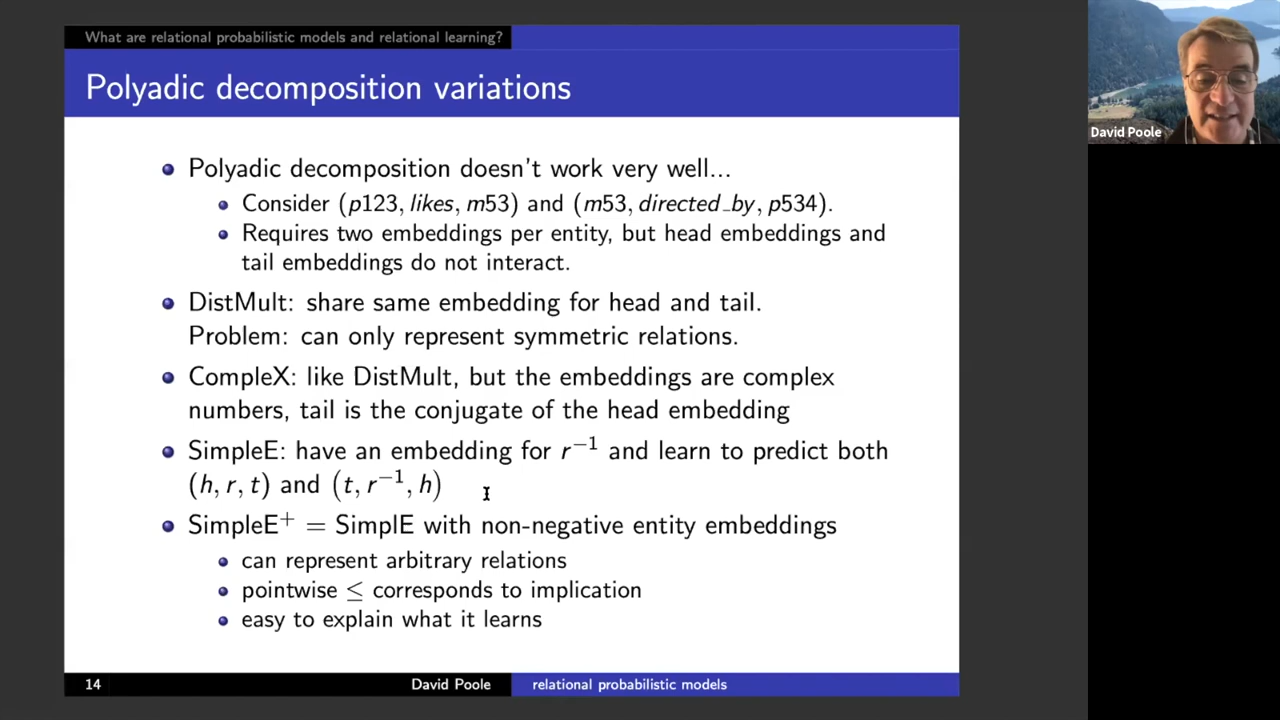 What are relational probabilistic models and relational learning?
Polyadic decomposition variations
Polyadic decomposition doesn't work very well...
Consider (p123, likes, m53) and (m53, directed_by, p534).
Requires two embeddings per entity, but head embeddings and
tail embeddings do not interact.
DistMult: share same embedding for head and tail.
Problem: can only represent symmetric relations.
CompleX: like DistMult, but the embeddings are complex
numbers, tail is the conjugate of the head embedding
SimpleE: have an embedding for r⁻¹ and learn to predict both
(h, r, t) and (t, r⁻¹, h)
SimpleE⁺ = SimplE with non-negative entity embeddings
can represent arbitrary relations
pointwise ≤ corresponds to implication
easy to explain what it learns
14 David Poole relational probabilistic models
David Poole